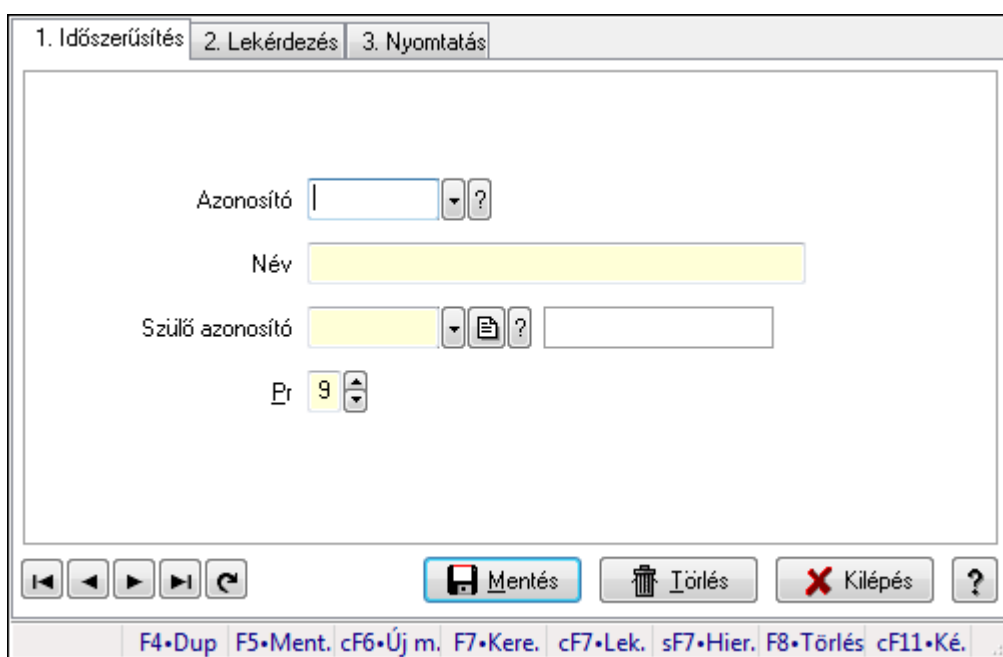 1. Időszerűsítés 2. Lekérdezés 3. Nyomtatás
Azonosító ?
Név
Szülő azonosító ?
Pr 9
Mentés Törlés Kilépés ?
F4•Dup F5•Ment. cF6•Új m. F7•Kere. cF7•Lek. sF7•Hier. F8•Törlés cF11•Ké.